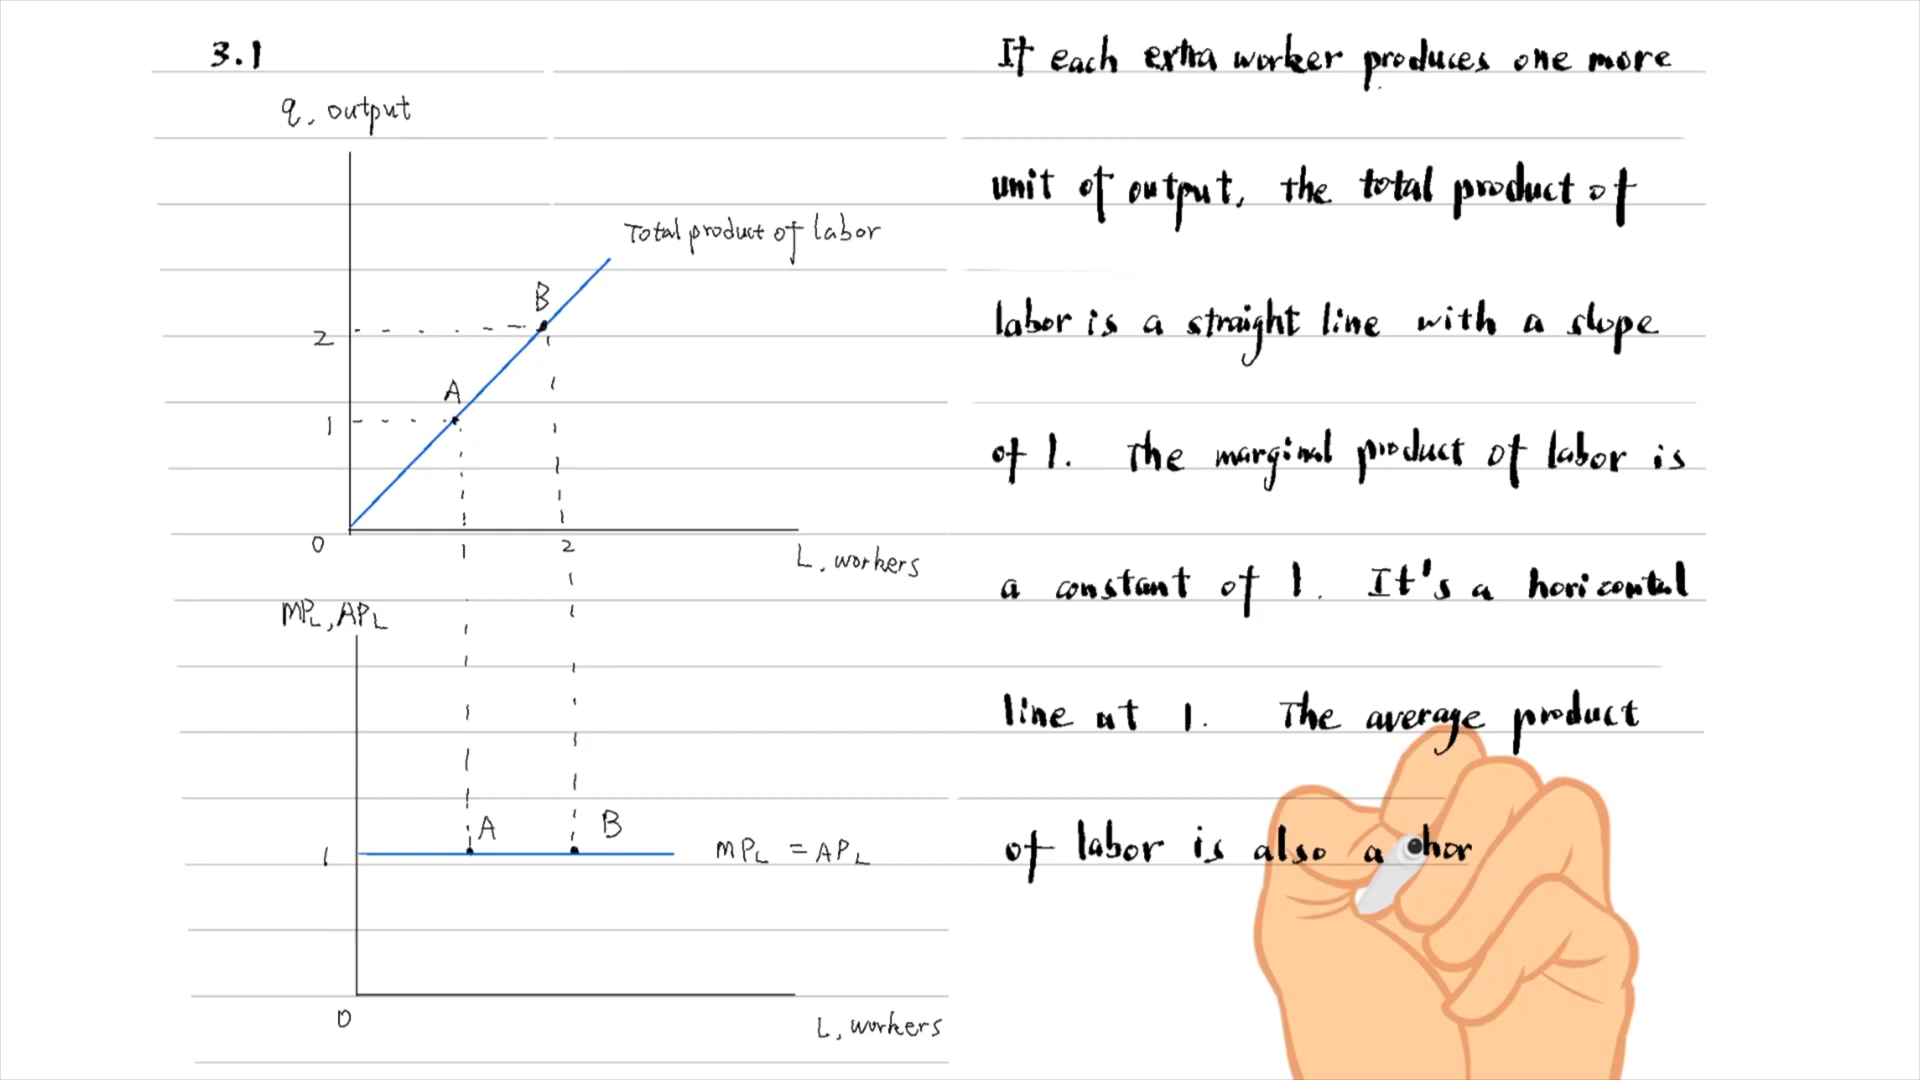 3.1
q, output
Total product of labor
B
2
A
1
0
1
2
L, workers
MPL, APL
A
B
1
MPL = APL
0
L, workers
If each extra worker produces one more
unit of output, the total product of
labor is a straight line with a slope
of 1. The marginal product of labor is
a constant of 1. It's a horizontal
line at 1. The average product
of labor is also a hor